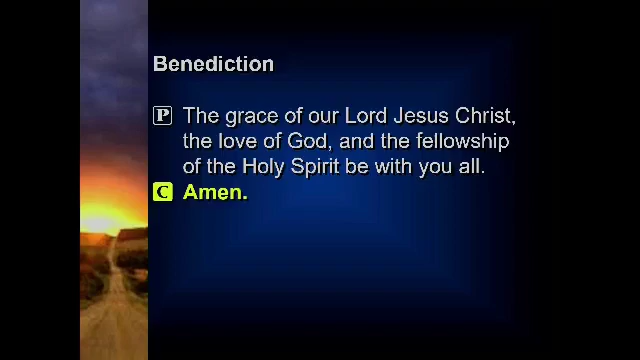 Benediction
P The grace of our Lord Jesus Christ,
the love of God, and the fellowship
of the Holy Spirit be with you all.
C Amen.